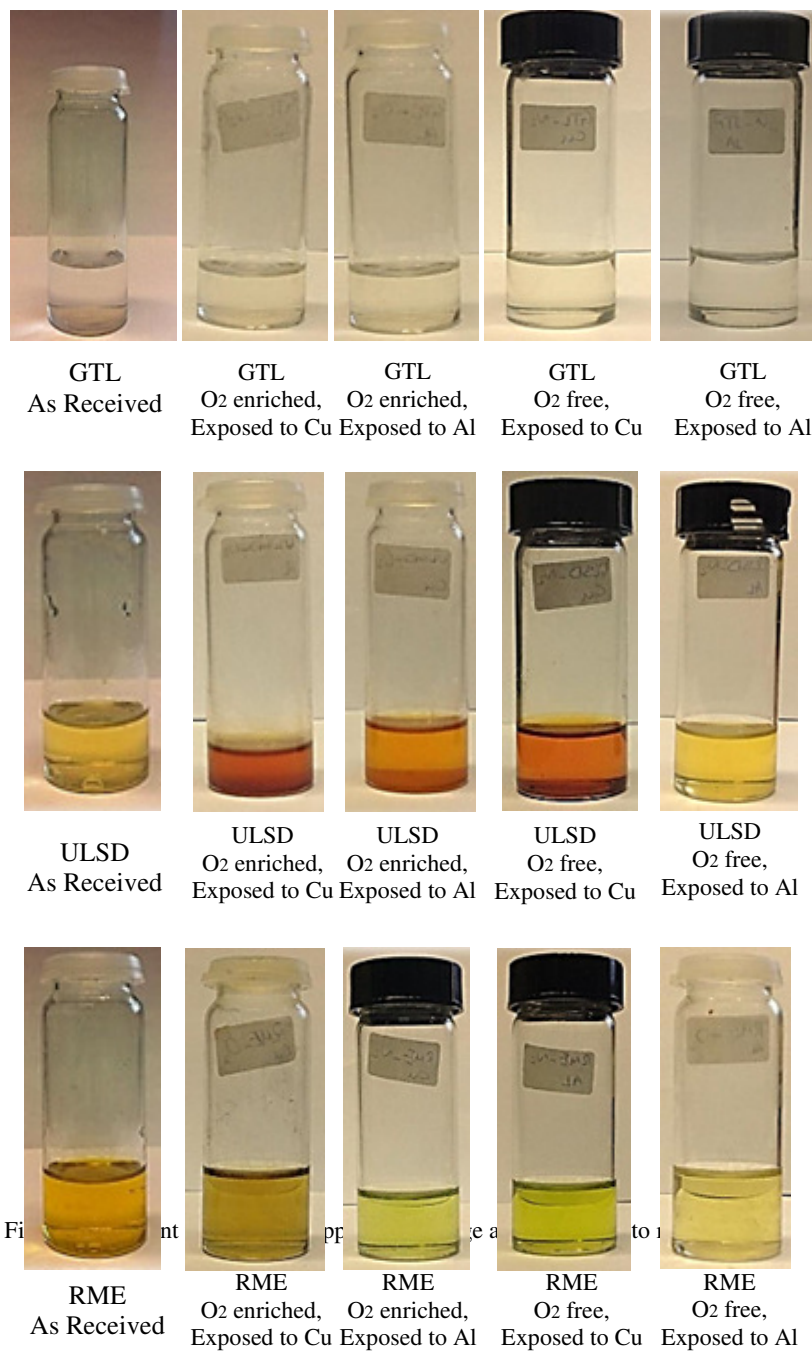 GTL
As Received
GTL
O2 enriched,
Exposed to Cu
GTL
O2 enriched,
Exposed to Al
GTL
O2 free,
Exposed to Cu
GTL
O2 free,
Exposed to Al
ULSD
As Received
ULSD
O2 enriched,
Exposed to Cu
ULSD
O2 enriched,
Exposed to Al
ULSD
O2 free,
Exposed to Cu
ULSD
O2 free,
Exposed to Al
RME
As Received
RME
O2 enriched,
Exposed to Cu
RME
O2 enriched,
Exposed to Al
RME
O2 free,
Exposed to Cu
RME
O2 free,
Exposed to Al